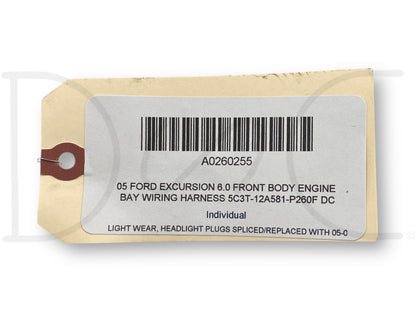 A0260255
05 FORD EXCURSION 6.0 FRONT BODY ENGINE
BAY WIRING HARNESS 5C3T-12A581-P260F DC
Individual
LIGHT WEAR, HEADLIGHT PLUGS SPLICED/REPLACED WITH 05-0